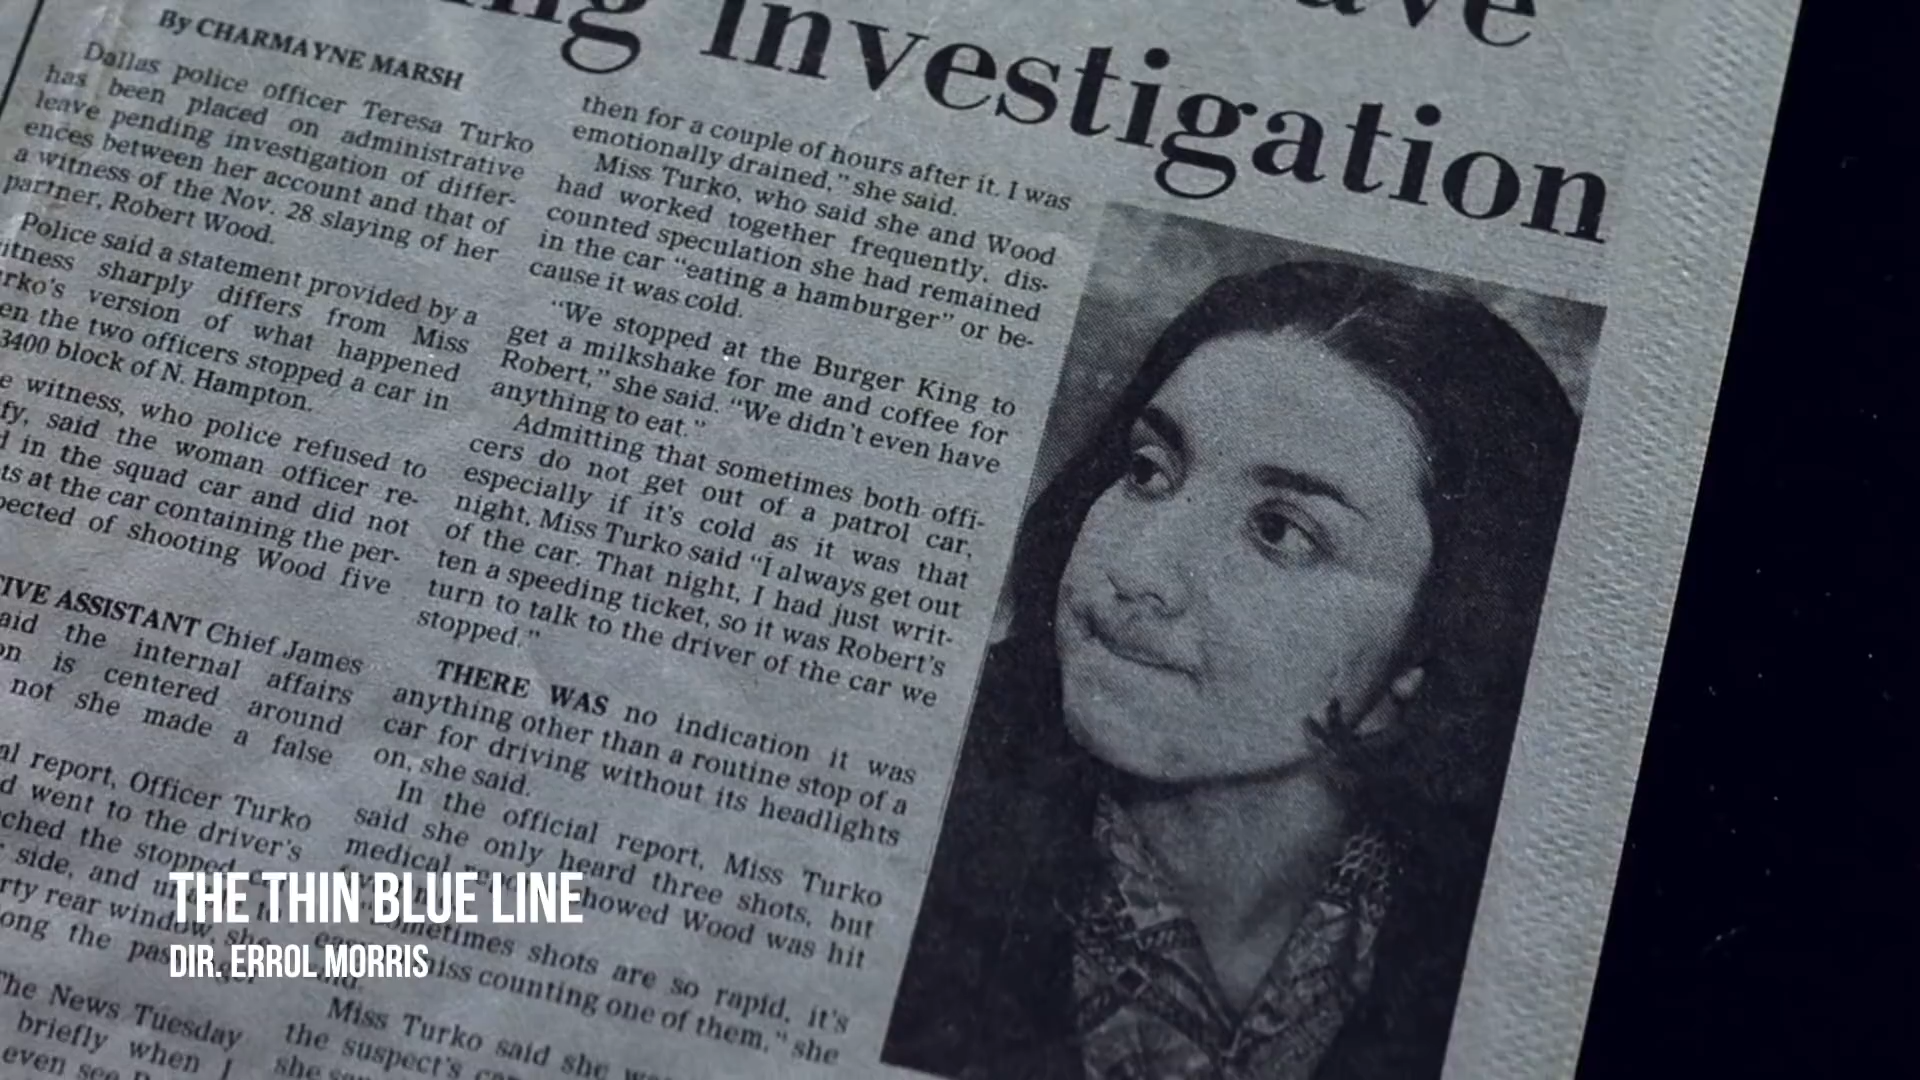 ave
ng investigation
By CHARMAYNE MARSH
Dallas police officer Teresa Turko
has been placed on administrative
leave pending investigation of differ-
ences between her account and that of
a witness of the Nov. 28 slaying of her
partner, Robert Wood.
Police said a statement provided by a
itness sharply differs from Miss
rko's version of what happened
en the two officers stopped a car in
3400 block of N. Hampton.
e witness, who police refused to
fy, said the woman officer re-
d in the squad car and did not
ts at the car containing the per-
pected of shooting Wood five
IVE ASSISTANT Chief James
aid the internal affairs
on is centered around
not she made a false
al report, Officer Turko
d went to the driver's
ched the stopped
side, and
rty rear window, she
ong the
The News Tuesday
briefly when I
even see
then for a couple of hours after it. I was
emotionally drained," she said.
Miss Turko, who said she and Wood
had worked together frequently, dis-
counted speculation she had remained
in the car "eating a hamburger" or be-
cause it was cold.
"We stopped at the Burger King to
get a milkshake for me and coffee for
Robert," she said. "We didn't even have
anything to eat."
Admitting that sometimes both offi-
cers do not get out of a patrol car,
especially if it's cold as it was that
night, Miss Turko said "I always get out
of the car. That night, I had just writ-
ten a speeding ticket, so it was Robert's
turn to talk to the driver of the car we
stopped."
THERE WAS no indication it was
anything other than a routine stop of a
car for driving without its headlights
on, she said.
In the official report, Miss Turko
said she only heard three shots, but
medical showed Wood was hit
"Sometimes shots are so rapid, it's
miss counting one of them," she
said.
Miss Turko said she
the suspect's
she
THE THIN BLUE LINE
DIR. ERROL MORRIS